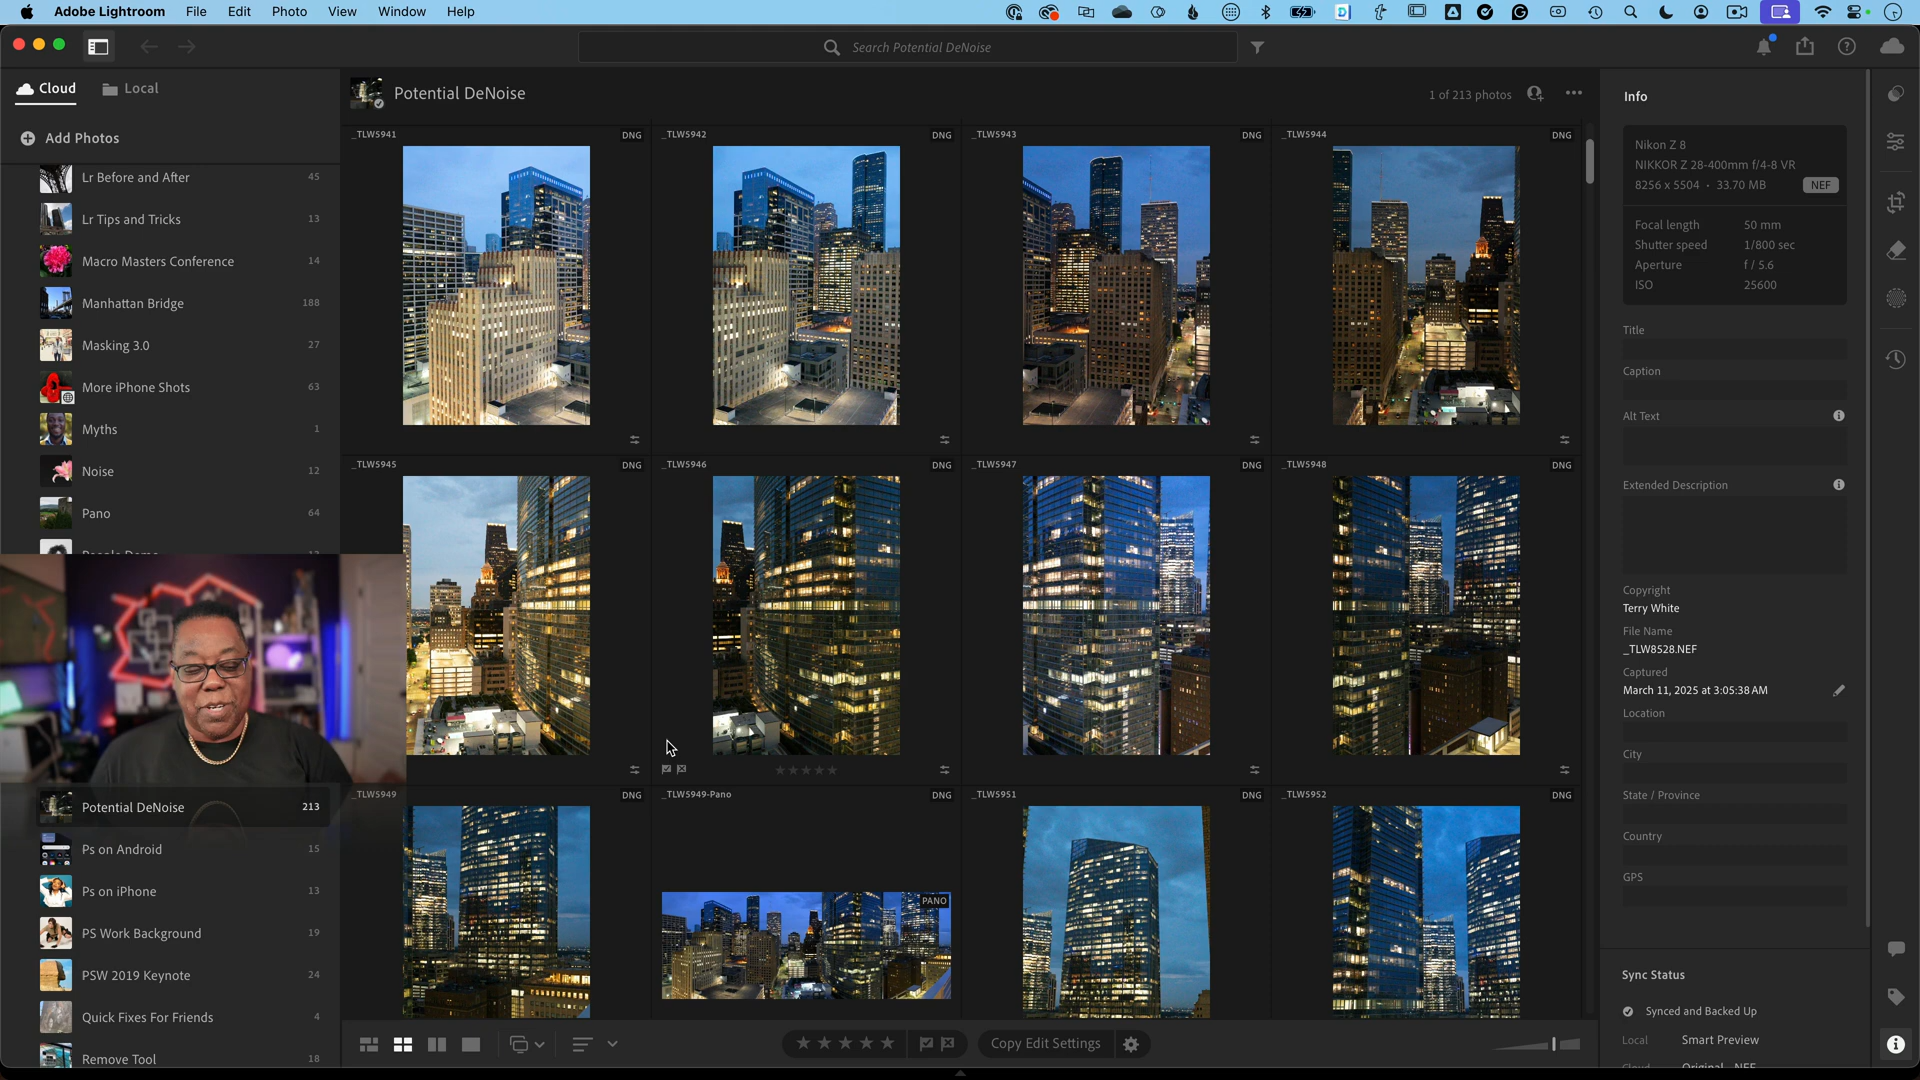 Adobe Lightroom File Edit Photo View Window Help
Search Potential DeNoise
Cloud Local
Add Photos
Lr Before and After 45
Lr Tips and Tricks 13
Macro Masters Conference 14
Manhattan Bridge 188
Masking 3.0 27
More iPhone Shots 63
Myths 1
Noise 12
Pano 64
Potential DeNoise 213
Ps on Android 15
Ps on iPhone 13
PS Work Background 19
PSW 2019 Keynote 24
Quick Fixes For Friends 4
Remove Tool 18
Potential DeNoise
1 of 213 photos
_TLW5941 DNG
_TLW5942 DNG
_TLW5943 DNG
_TLW5944 DNG
_TLW5945 DNG
_TLW5946 DNG
_TLW5947 DNG
_TLW5948 DNG
_TLW5949 DNG
_TLW5949-Pano DNG
PANO
_TLW5951 DNG
_TLW5952 DNG
Copy Edit Settings
Info
Nikon Z 8
NIKKOR Z 28-400mm f/4-8 VR
8256 x 5504 • 33.70 MB NEF
Focal length 50 mm
Shutter speed 1/800 sec
Aperture f / 5.6
ISO 25600
Title
Caption
Alt Text
Extended Description
Copyright
Terry White
File Name
_TLW8528.NEF
Captured
March 11, 2025 at 3:05:38 AM
Location
City
State / Province
Country
GPS
Sync Status
Synced and Backed Up
Local Smart Preview